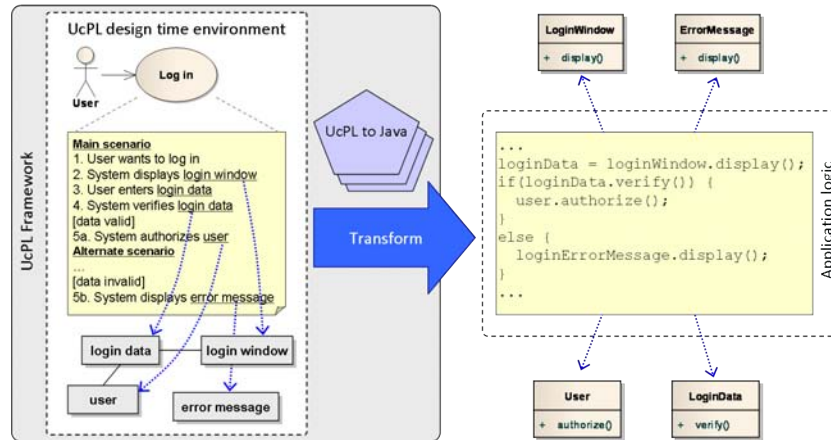 UcPL Framework
UcPL design time environment
User
Log in
Main scenario
1. User wants to log in
2. System displays login window
3. User enters login data
4. System verifies login data
[data valid]
5a. System authorizes user
Alternate scenario
...
[data invalid]
5b. System displays error message
login data
login window
user
error message
UcPL to Java
Transform
LoginWindow
+ display()
ErrorMessage
+ display()
...
loginData = loginWindow.display();
if(loginData.verify()) {
user.authorize();
}
else {
loginErrorMessage.display();
}
...
Application logic
User
+ authorize()
LoginData
+ verify()